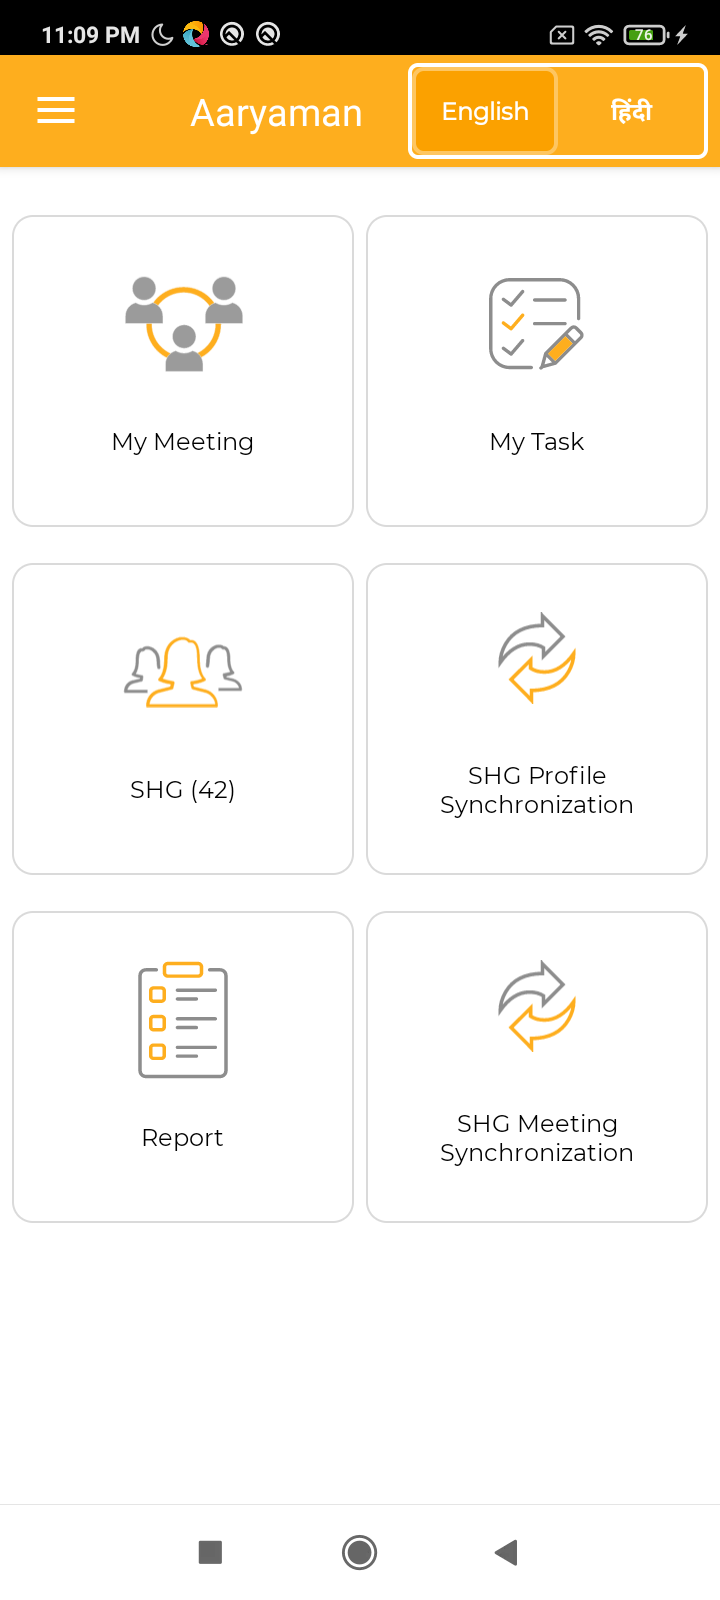 11:09 PM
76
Aaryaman
English
हिंदी
My Meeting
My Task
SHG (42)
SHG Profile
Synchronization
Report
SHG Meeting
Synchronization